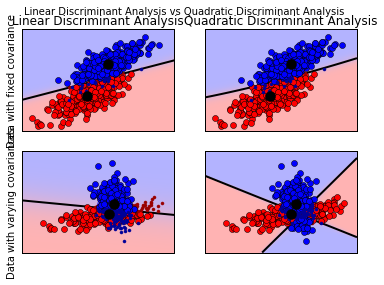 Linear Discriminant Analysis vs Quadratic Discriminant Analysis
Linear Discriminant Analysis
Quadratic Discriminant Analysis
Data with fixed covariance
Data with varying covariances